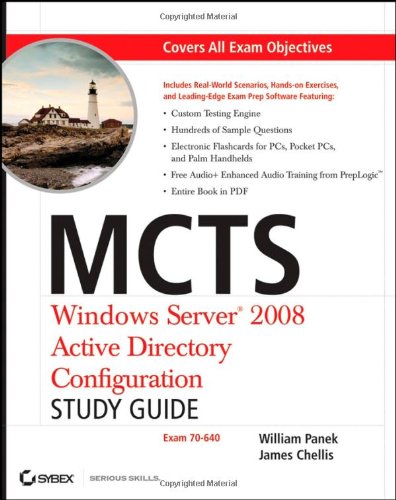 Covers All Exam Objectives
Includes Real-World Scenarios, Hands-on Exercises,
and Leading-Edge Exam Prep Software Featuring:
• Custom Testing Engine
• Hundreds of Sample Questions
• Electronic Flashcards for PCs, Pocket PCs,
and Palm Handhelds
• Free Audio+ Enhanced Audio Training from PrepLogic™
• Entire Book in PDF
MCTS
Windows Server® 2008
Active Directory
Configuration
STUDY GUIDE
Exam 70-640
William Panek
James Chellis
SYBEX
SERIOUS SKILLS.
Copyrighted Material
Copyrighted Material